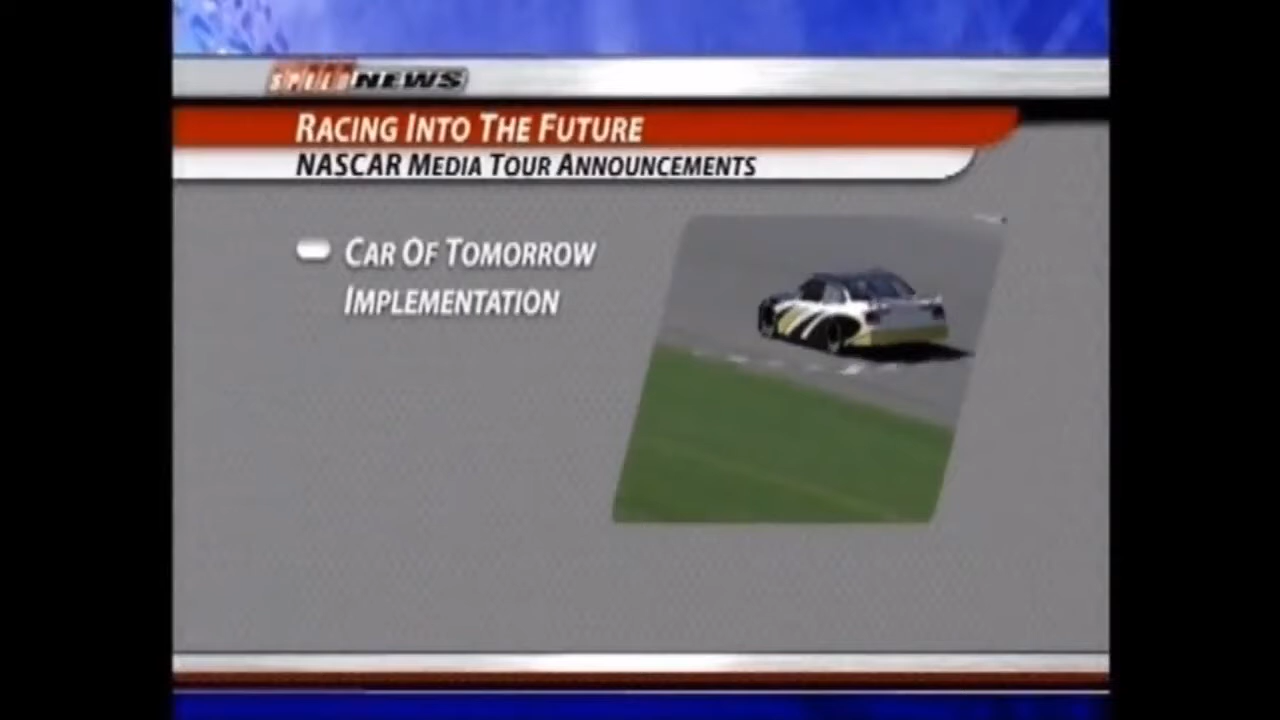 SPEED NEWS
RACING INTO THE FUTURE
NASCAR MEDIA TOUR ANNOUNCEMENTS
CAR OF TOMORROW
IMPLEMENTATION